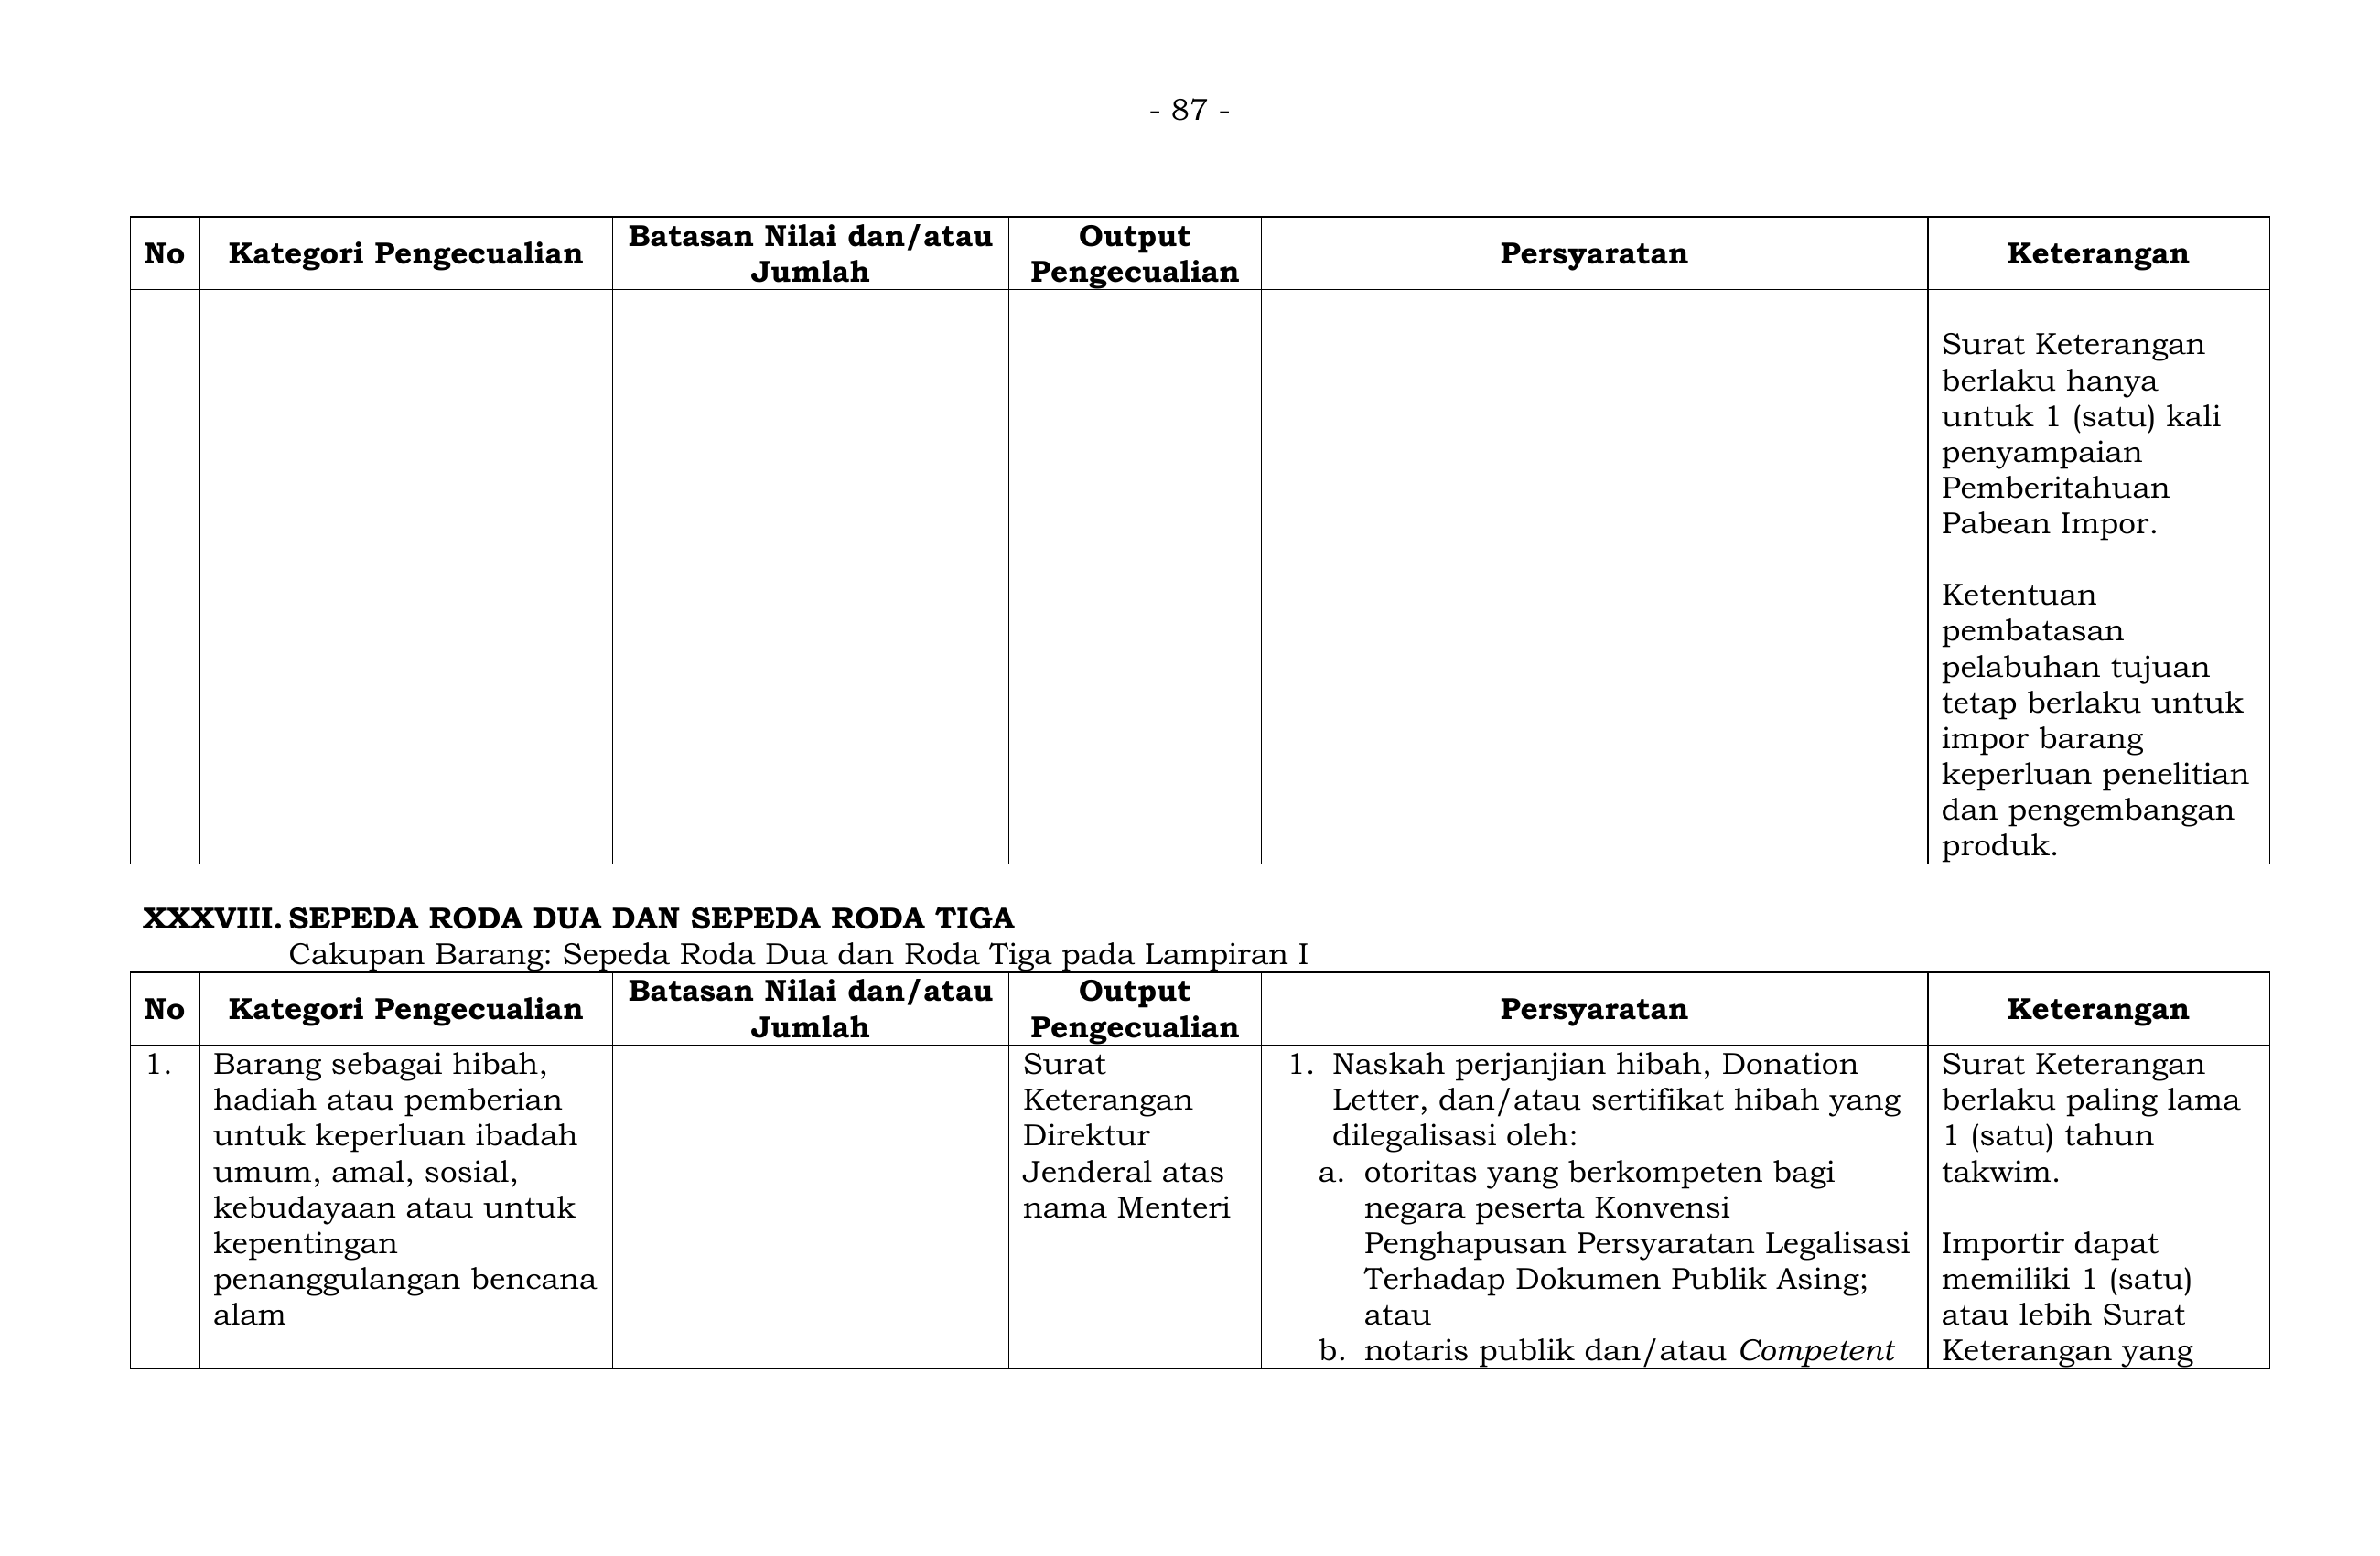 - 87 -
No
Kategori Pengecualian
Batasan Nilai dan/atau
Jumlah
Output
Pengecualian
Persyaratan
Keterangan
Surat Keterangan
berlaku hanya
untuk 1 (satu) kali
penyampaian
Pemberitahuan
Pabean Impor.
Ketentuan
pembatasan
pelabuhan tujuan
tetap berlaku untuk
impor barang
keperluan penelitian
dan pengembangan
produk.
XXXVIII. SEPEDA RODA DUA DAN SEPEDA RODA TIGA
Cakupan Barang: Sepeda Roda Dua dan Roda Tiga pada Lampiran I
No
Kategori Pengecualian
Batasan Nilai dan/atau
Jumlah
Output
Pengecualian
Persyaratan
Keterangan
1.
Barang sebagai hibah,
hadiah atau pemberian
untuk keperluan ibadah
umum, amal, sosial,
kebudayaan atau untuk
kepentingan
penanggulangan bencana
alam
Surat
Keterangan
Direktur
Jenderal atas
nama Menteri
1. Naskah perjanjian hibah, Donation
Letter, dan/atau sertifikat hibah yang
dilegalisasi oleh:
a. otoritas yang berkompeten bagi
negara peserta Konvensi
Penghapusan Persyaratan Legalisasi
Terhadap Dokumen Publik Asing;
atau
b. notaris publik dan/atau Competent
Surat Keterangan
berlaku paling lama
1 (satu) tahun
takwim.
Importir dapat
memiliki 1 (satu)
atau lebih Surat
Keterangan yang